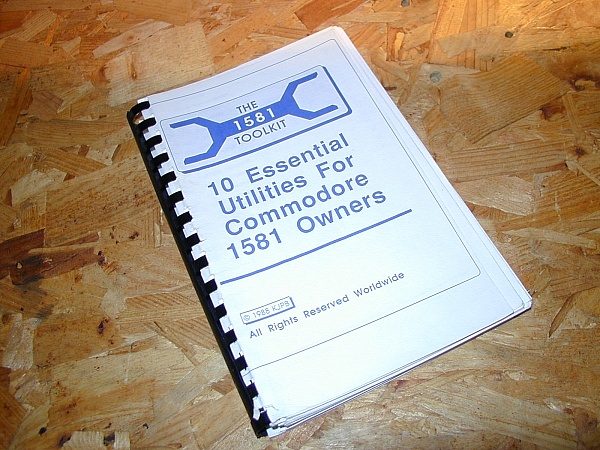 THE
1581
TOOLKIT
10 Essential
Utilities For
Commodore
1581 Owners
© 1988 KJPB
All Rights Reserved Worldwide